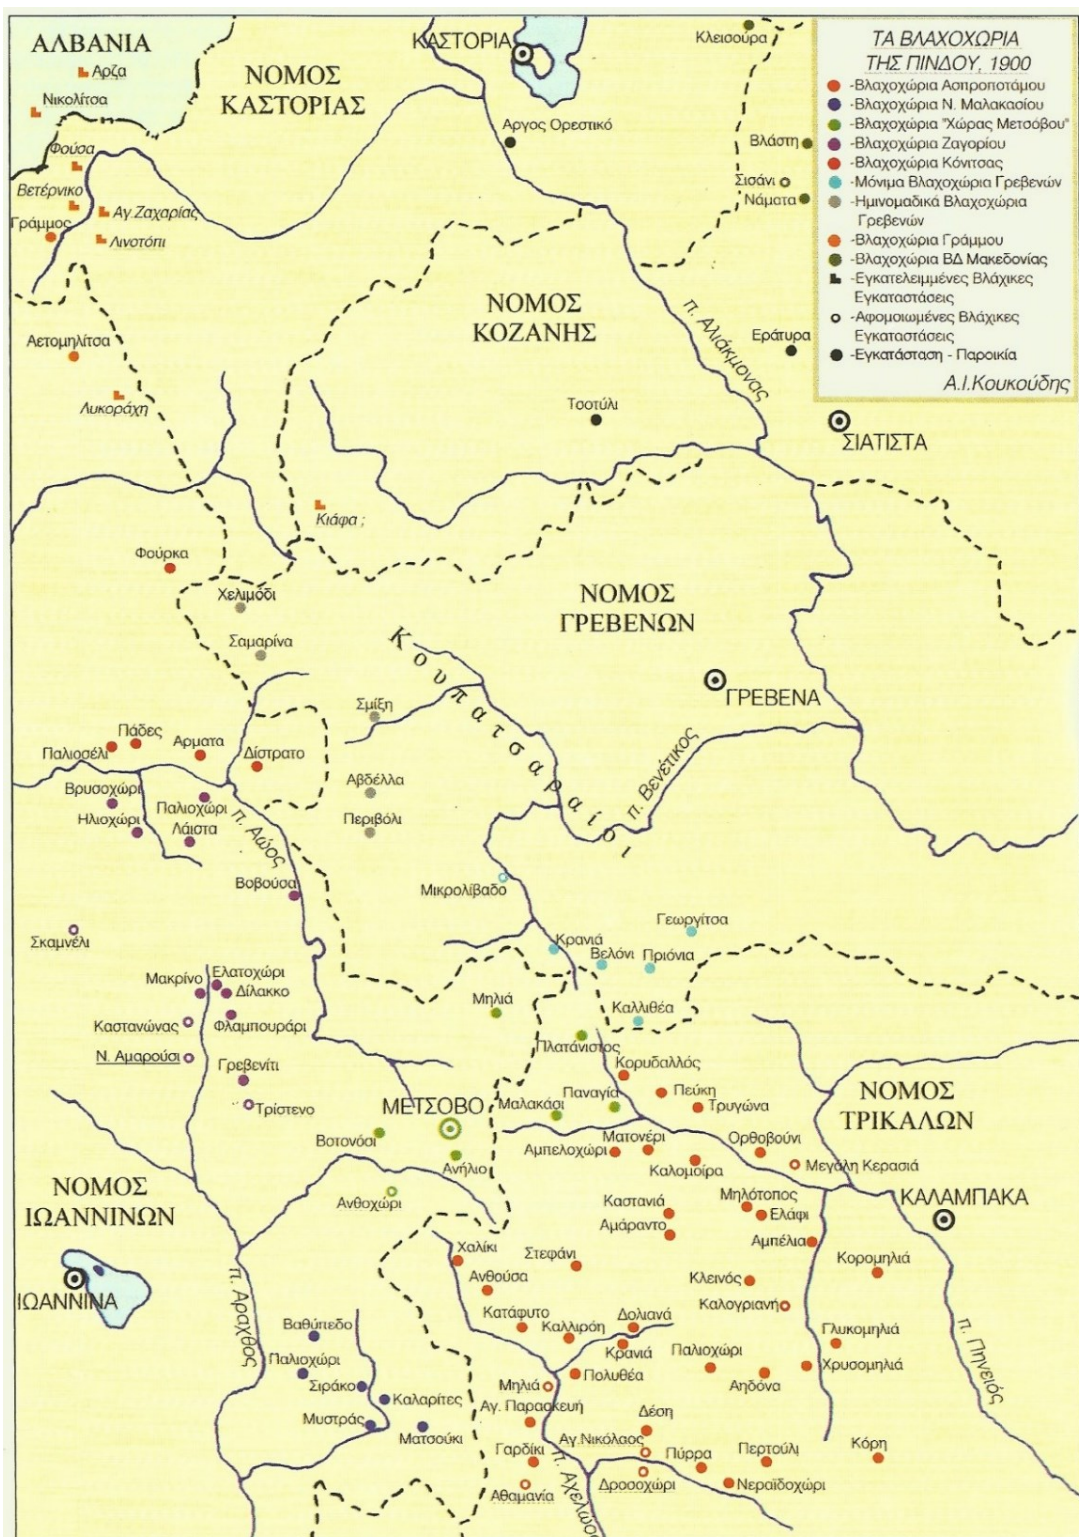 ΑΛΒΑΝΙΑ
Αρζα
Νικολίτσα
ΝΟΜΟΣ
ΚΑΣΤΟΡΙΑΣ
ΚΑΣΤΟΡΙΑ
Κλεισούρα
ΤΑ ΒΛΑΧΟΧΩΡΙΑ
ΤΗΣ ΠΙΝΔΟΥ, 1900
-Βλαχοχώρια Ασπροποτάμου
-Βλαχοχώρια Ν. Μαλακασίου
-Βλαχοχώρια "Χώρας Μετσόβου"
-Βλαχοχώρια Ζαγορίου
-Βλαχοχώρια Κόνιτσας
-Μόνιμα Βλαχοχώρια Γρεβενών
-Ημινομαδικά Βλαχοχώρια
Γρεβενών
-Βλαχοχώρια Γράμμου
-Βλαχοχώρια ΒΔ Μακεδονίας
-Εγκατελειμμένες Βλάχικες
Εγκαταστάσεις
-Αφομοιωμένες Βλάχικες
Εγκαταστάσεις
-Εγκατάσταση - Παροικία
Α.Ι.Κουκούδης
Φούσα
Βετέρνικο
Γράμμος
Αγ.Ζαχαρίας
Λινοτόπι
Αργος Ορεστικό
Βλάστη
Σισάνι
Νάματα
ΝΟΜΟΣ
ΚΟΖΑΝΗΣ
π. Αλιάκμονας
Εράτυρα
Αετομηλίτσα
Λυκοράχη
Τσοτύλι
ΣΙΑΤΙΣΤΑ
Κιάφα ;
Φούρκα
Χελιμόδι
Σαμαρίνα
ΝΟΜΟΣ
ΓΡΕΒΕΝΩΝ
Κουπατσαραίοι
ΓΡΕΒΕΝΑ
Σμίξη
π. Βενέτικος
Πάδες
Παλιοσέλι
Αρματα
Δίστρατο
Βρυσοχώρι
Παλιοχώρι
Ηλιοχώρι
Λάιστα
π. Αώος
Αβδέλλα
Περιβόλι
Βοβούσα
Μικρολίβαδο
Σκαμνέλι
Γεωργίτσα
Κρανιά
Βελόνι
Πριόνια
Μακρίνο
Ελατοχώρι
Δίλακκο
Καστανώνας
Φλαμπουράρι
Μηλιά
Καλλιθέα
Πλατάνιστος
Ν. Αμαρούσι
Γρεβενίτι
Τρίστενο
Κορυδαλλός
Πεύκη
Παναγία
Τρυγώνα
Μαλακάσι
ΝΟΜΟΣ
ΤΡΙΚΑΛΩΝ
ΜΕΤΣΟΒΟ
Βοτονόσι
Ανήλιο
Ανθοχώρι
Αμπελοχώρι
Ματονέρι
Καλομοίρα
Ορθοβούνι
Μεγάλη Κερασιά
ΝΟΜΟΣ
ΙΩΑΝΝΙΝΩΝ
ΚΑΛΑΜΠΑΚΑ
Καστανιά
Αμάραντο
Μηλότοπος
Ελάφι
Αμπέλια
Χαλίκι
Στεφάνι
Ανθούσα
Κλεινός
Κορομηλιά
Καλογριανή
ΙΩΑΝΝΙΝΑ
π. Αραχθος
Βαθύπεδο
Κατάφυτο
Καλλιρόη
Δολιανά
Κρανιά
Γλυκομηλιά
Παλιοχώρι
Παλιοχώρι
Χρυσομηλιά
Αηδόνα
π. Πηνειός
Σιράκο
Καλαρίτες
Μυστράς
Ματσούκι
Μηλιά
Πολυθέα
Αγ. Παρασκευή
Δέση
Αγ.Νικόλαος
Γαρδίκι
π. Αχελώος
Πύρρα
Περτούλι
Κόρη
Αθαμανία
Δροσοχώρι
Νεραϊδοχώρι